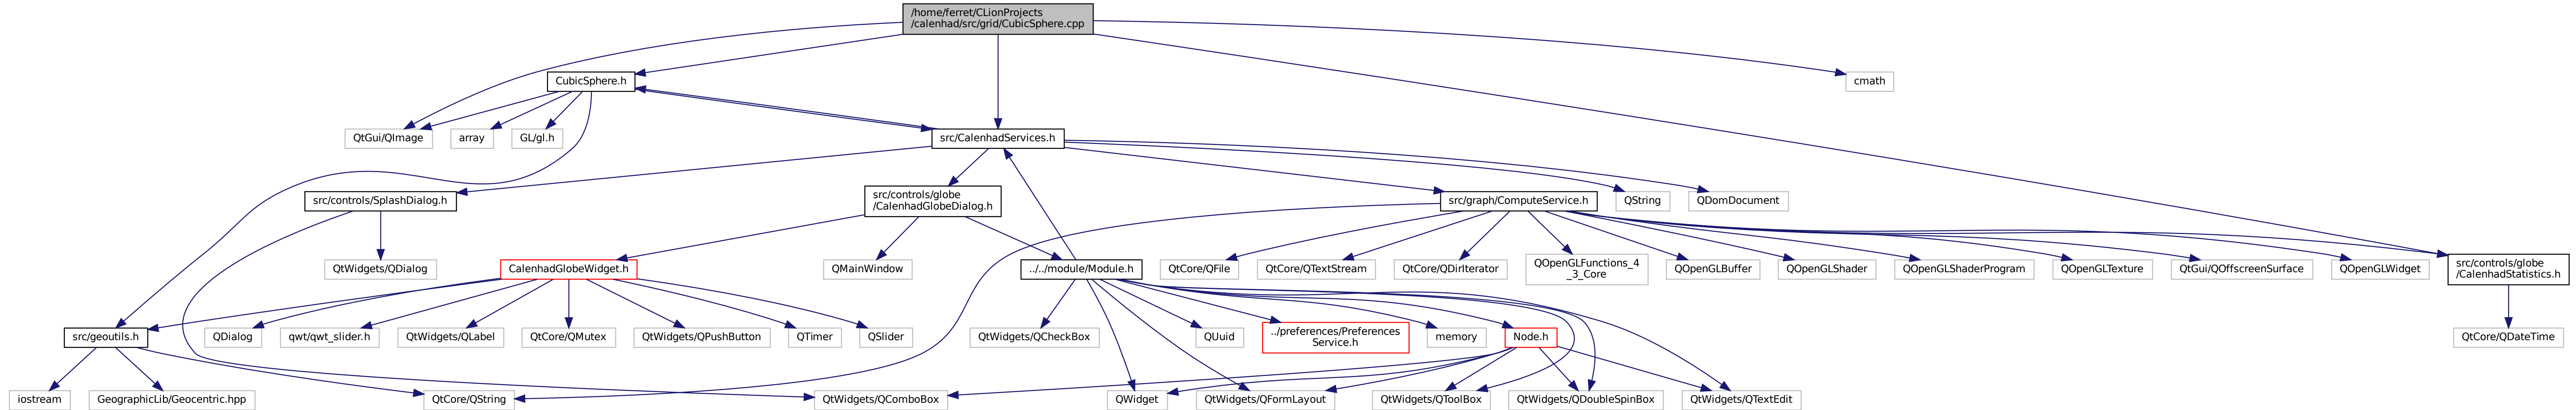 /home/ferret/CLionProjects
/calenhad/src/grid/CubicSphere.cpp
CubicSphere.h
cmath
QtGui/QImage
array
GL/gl.h
src/CalenhadServices.h
src/controls/SplashDialog.h
src/controls/globe
/CalenhadGlobeDialog.h
src/graph/ComputeService.h
QString
QDomDocument
QtWidgets/QDialog
CalenhadGlobeWidget.h
QMainWindow
../../module/Module.h
QtCore/QFile
QtCore/QTextStream
QtCore/QDirIterator
QOpenGLFunctions_4
_3_Core
QOpenGLBuffer
QOpenGLShader
QOpenGLShaderProgram
QOpenGLTexture
QtGui/QOffscreenSurface
QOpenGLWidget
src/controls/globe
/CalenhadStatistics.h
src/geoutils.h
QDialog
qwt/qwt_slider.h
QtWidgets/QLabel
QtCore/QMutex
QtWidgets/QPushButton
QTimer
QSlider
QtWidgets/QCheckBox
QUuid
../preferences/Preferences
Service.h
memory
Node.h
QtCore/QDateTime
iostream
GeographicLib/Geocentric.hpp
QtCore/QString
QtWidgets/QComboBox
QWidget
QtWidgets/QFormLayout
QtWidgets/QToolBox
QtWidgets/QDoubleSpinBox
QtWidgets/QTextEdit